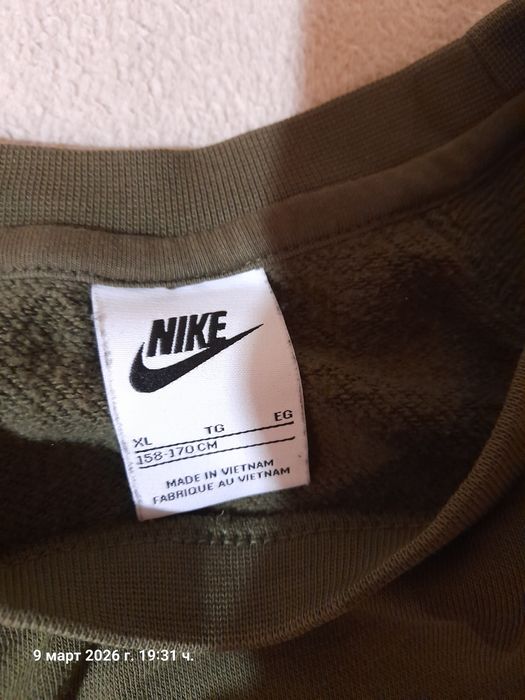 NIKE
XL TG EG
158-170 CM
MADE IN VIETNAM
FABRIQUE AU VIETNAM
9 март 2026 г. 19:31 ч.